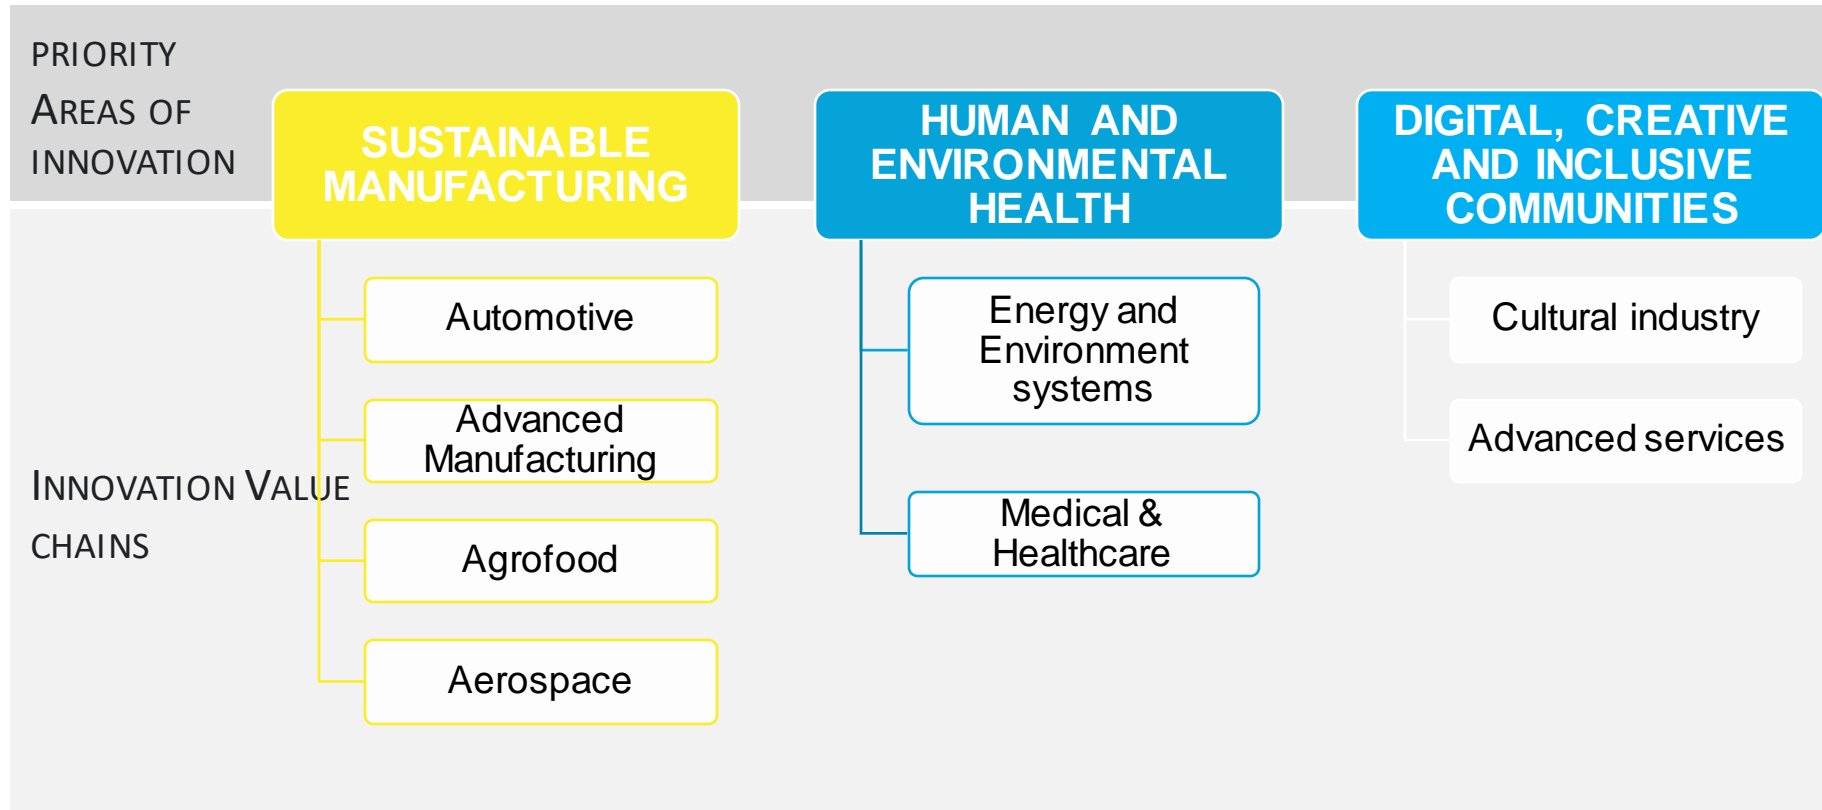 PRIORITY
AREAS OF
INNOVATION
SUSTAINABLE
MANUFACTURING
HUMAN AND
ENVIRONMENTAL
HEALTH
DIGITAL, CREATIVE
AND INCLUSIVE
COMMUNITIES
INNOVATION VALUE
CHAINS
Automotive
Advanced
Manufacturing
Agrofood
Aerospace
Energy and
Environment
systems
Medical &
Healthcare
Cultural industry
Advanced services